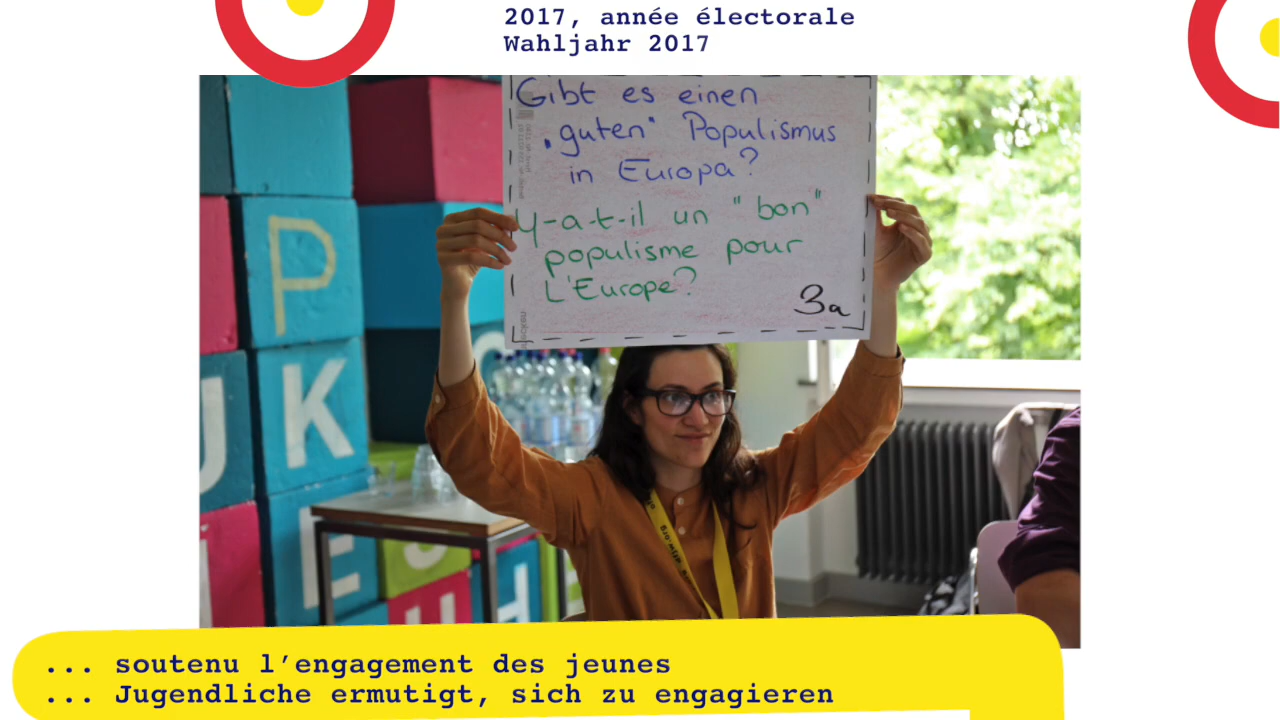 2017, année électorale
Wahljahr 2017
Gibt es einen
"guten" Populismus
in Europa?
Y-a-t-il un "bon"
populisme pour
L'Europe?
3a
P
K
U
E
... soutenu l’engagement des jeunes
... Jugendliche ermutigt, sich zu engagieren